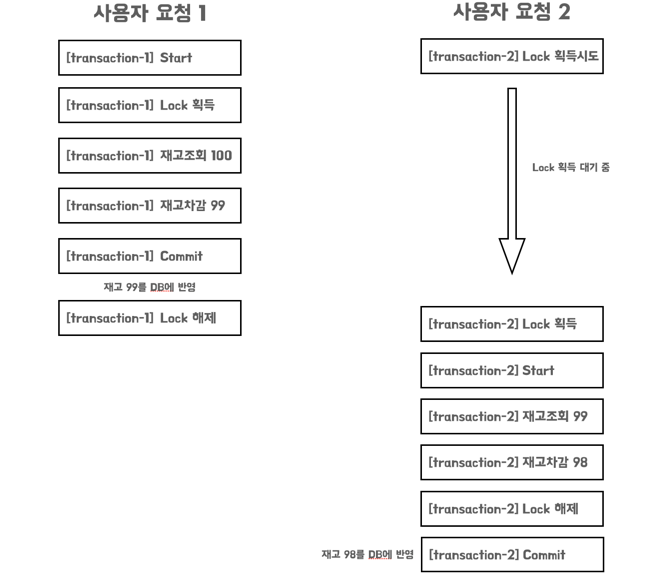 사용자 요청 1
[transaction-1] Start
[transaction-1] Lock 획득
[transaction-1] 재고조회 100
[transaction-1] 재고차감 99
[transaction-1] Commit
재고 99를 DB에 반영
[transaction-1] Lock 해제
사용자 요청 2
[transaction-2] Lock 획득시도
Lock 획득 대기 중
[transaction-2] Lock 획득
[transaction-2] Start
[transaction-2] 재고조회 99
[transaction-2] 재고차감 98
[transaction-2] Lock 해제
재고 98를 DB에 반영
[transaction-2] Commit